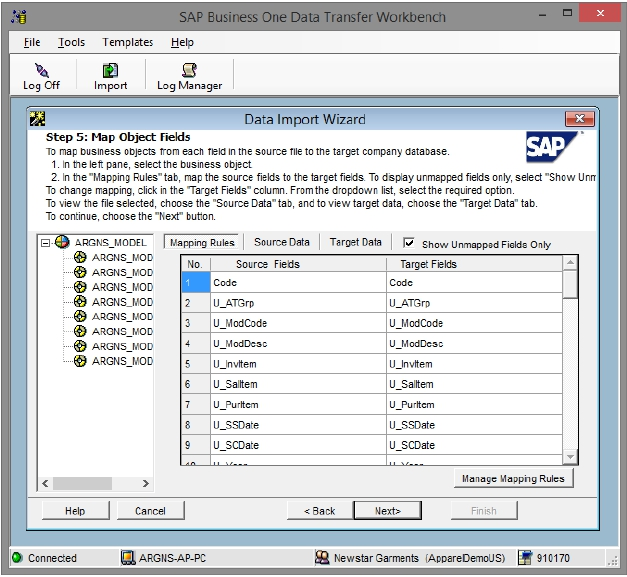 SAP Business One Data Transfer Workbench
File Tools Templates Help
Log Off Import Log Manager
Data Import Wizard
Step 5: Map Object Fields
SAP
To map business objects from each field in the source file to the target company database.
1. In the left pane, select the business object.
2. In the "Mapping Rules" tab, map the source fields to the target fields. To display unmapped fields only, select "Show Unm
To change mapping, click in the "Target Fields" column. From the dropdown list, select the required option.
To view the file selected, choose the "Source Data" tab, and to view target data, choose the "Target Data" tab.
To continue, choose the "Next" button.
ARGNS_MODEL
ARGNS_MOD
ARGNS_MOD
ARGNS_MOD
ARGNS_MOD
ARGNS_MOD
ARGNS_MOD
ARGNS_MOD
ARGNS_MOD
Mapping Rules Source Data Target Data Show Unmapped Fields Only
No. Source Fields Target Fields
1 Code Code
2 U_ATGrp U_ATGrp
3 U_ModCode U_ModCode
4 U_ModDesc U_ModDesc
5 U_InvItem U_InvItem
6 U_SalItem U_SalItem
7 U_PurItem U_PurItem
8 U_SSDate U_SSDate
9 U_SCDate U_SCDate
10 U_Year U_Year
Manage Mapping Rules
Help Cancel < Back Next> Finish
Connected ARGNS-AP-PC Newstar Garments (ApparelDemoUS) 910170